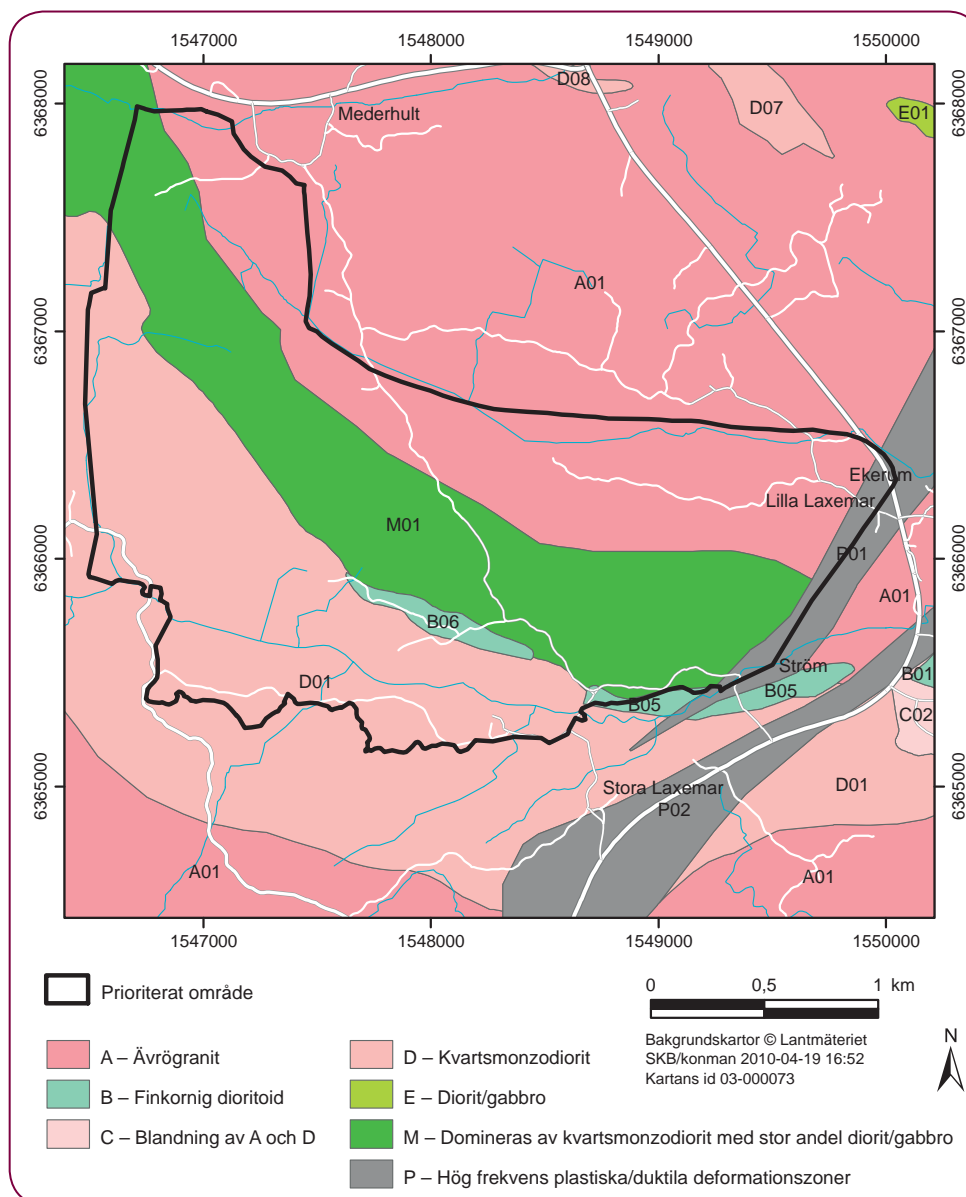 1547000 1548000 1549000 1550000
6368000 6368000
D08
Mederhult
D07
E01
A01
6367000 6367000
Ekerum
Lilla Laxemar
M01
P01
6366000 6366000
A01
B06
Ström
D01
B05
B05
B01
C02
Stora Laxemar
D01
6365000 6365000
P02
A01
A01
1547000 1548000 1549000 1550000
Prioriterat område
0 0,5 1 km
Bakgrundskartor © Lantmäteriet
SKB/konman 2010-04-19 16:52
Kartans id 03-000073
N
A – Ävrögranit
B – Finkornig dioritoid
C – Blandning av A och D
D – Kvartsmonzodiorit
E – Diorit/gabbro
M – Domineras av kvartsmonzodiorit med stor andel diorit/gabbro
P – Hög frekvens plastiska/duktila deformationszoner